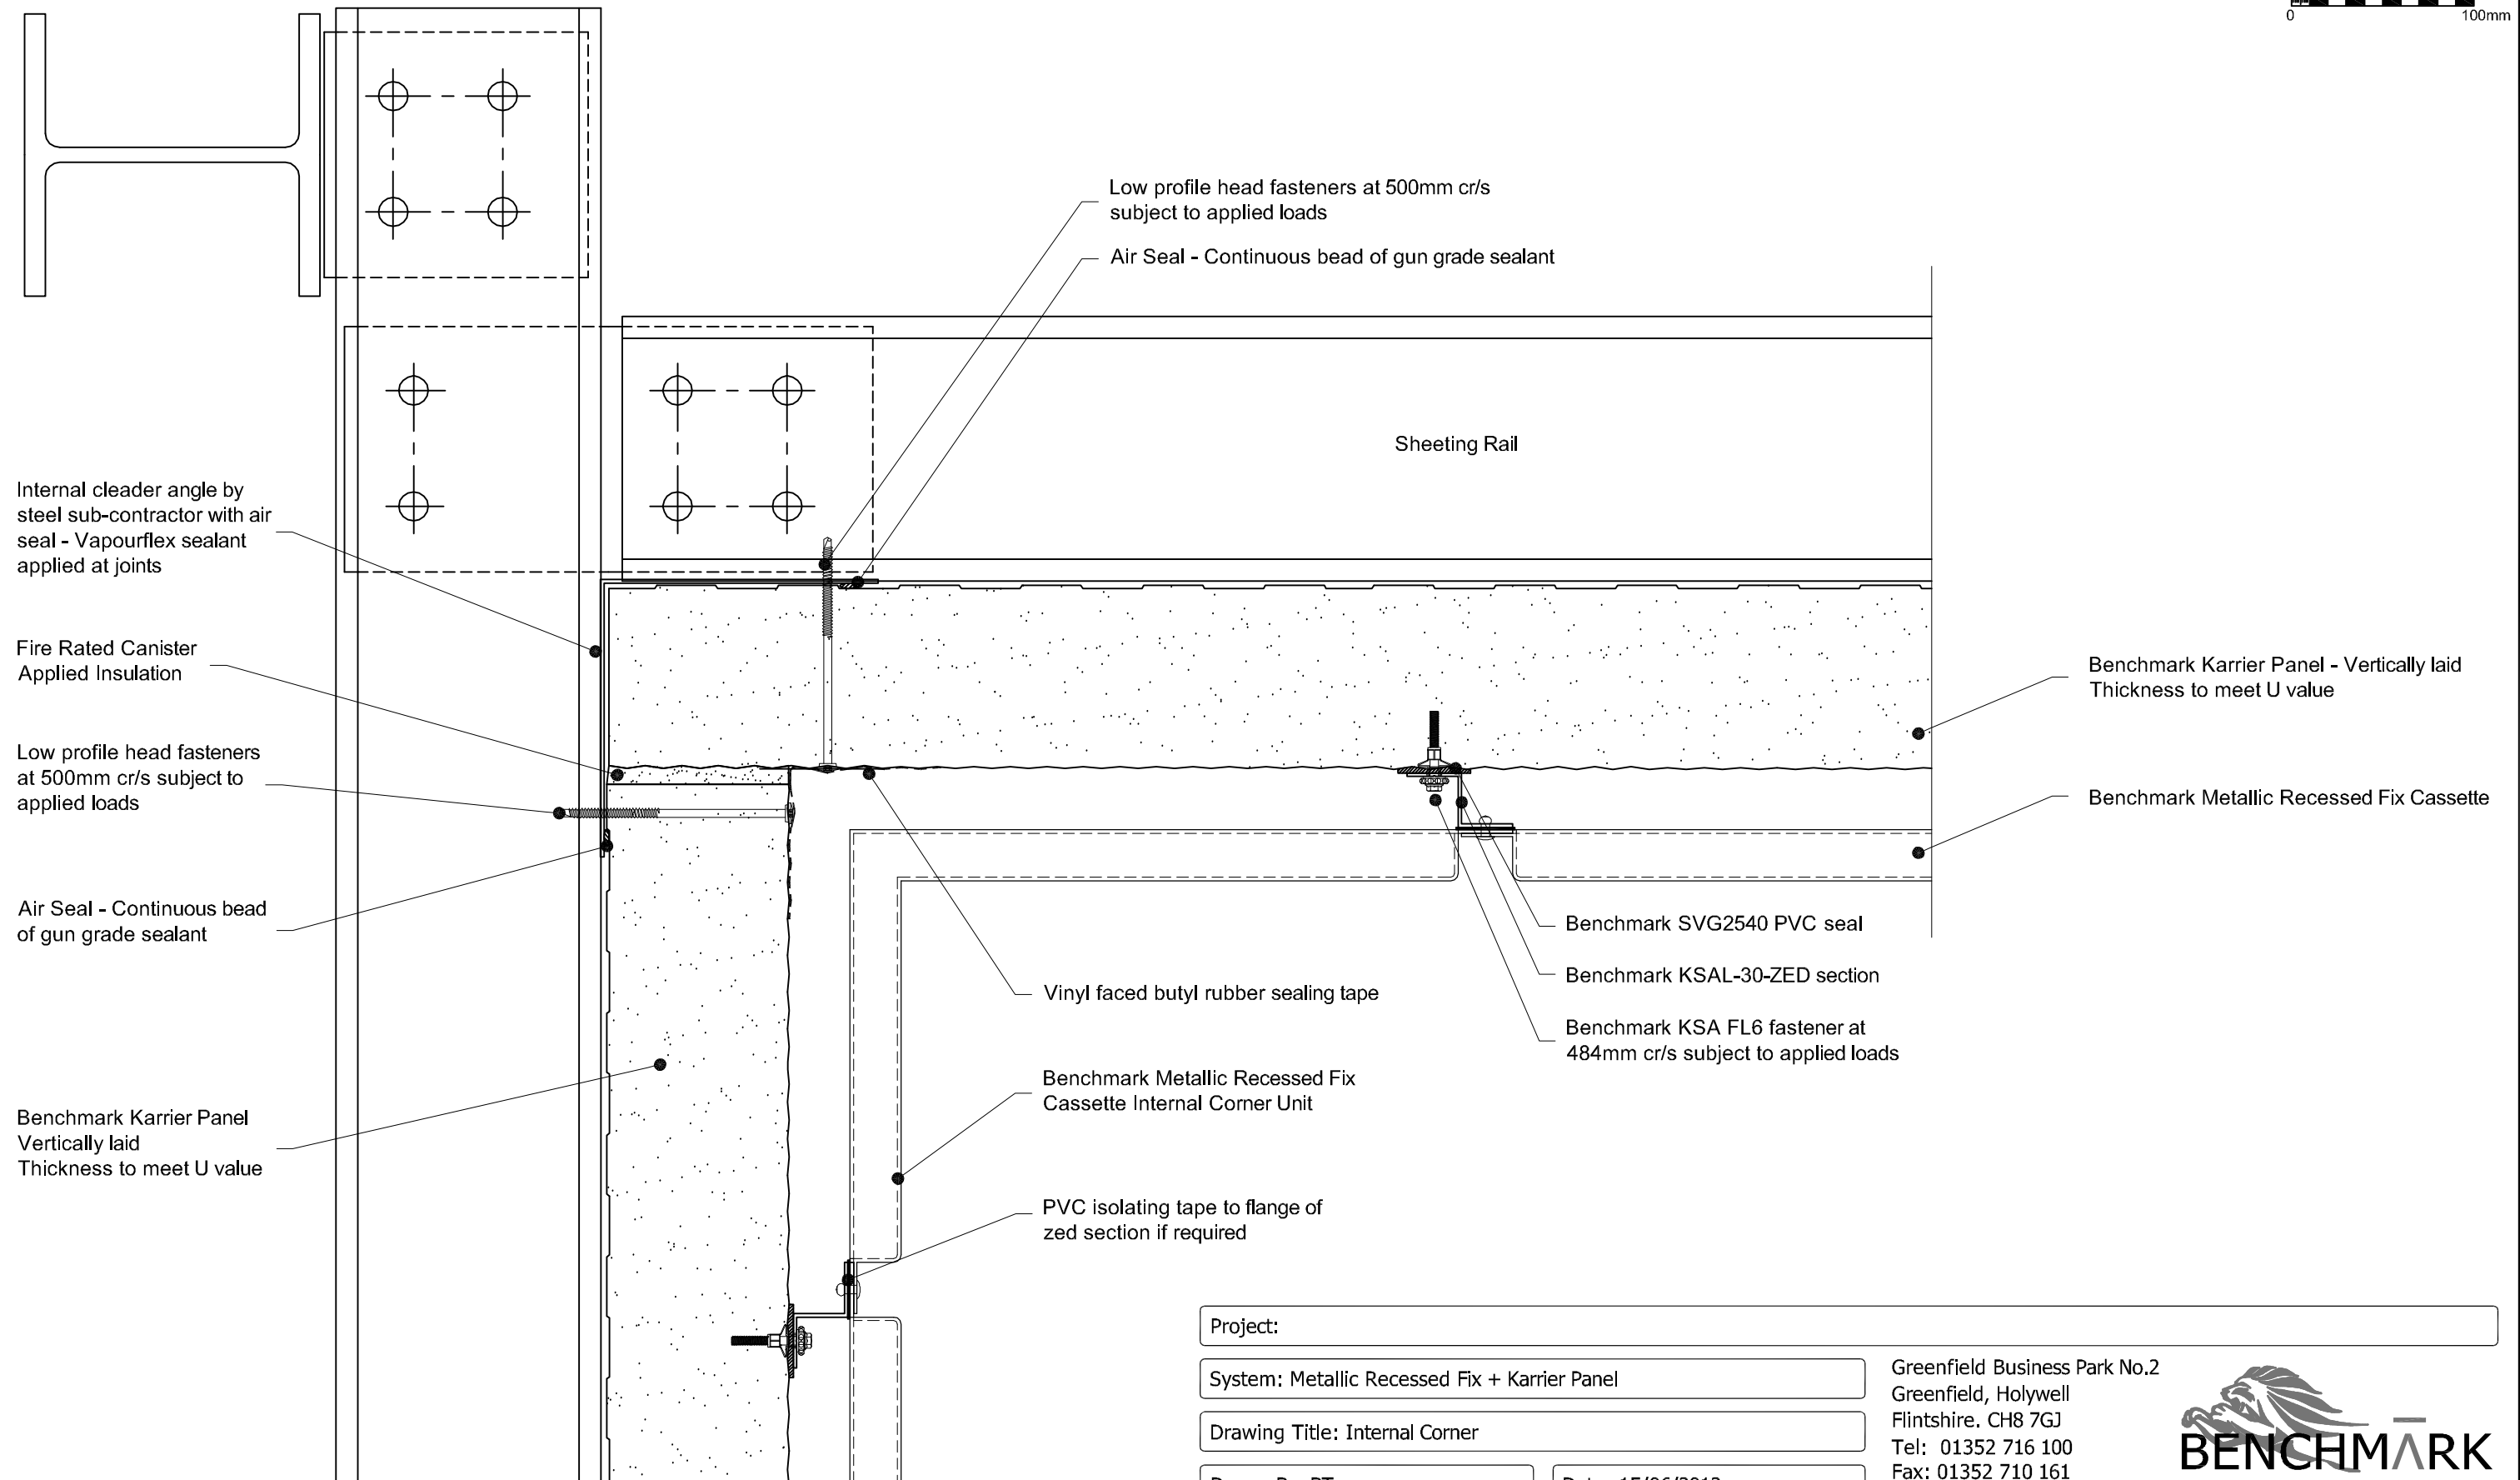 0 100mm
Low profile head fasteners at 500mm cr/s
subject to applied loads
Air Seal - Continuous bead of gun grade sealant
Sheeting Rail
Internal cleader angle by
steel sub-contractor with air
seal - Vapourflex sealant
applied at joints
Fire Rated Canister
Applied Insulation
Low profile head fasteners
at 500mm cr/s subject to
applied loads
Air Seal - Continuous bead
of gun grade sealant
Benchmark Karrier Panel
Vertically laid
Thickness to meet U value
Benchmark Karrier Panel - Vertically laid
Thickness to meet U value
Benchmark Metallic Recessed Fix Cassette
Benchmark SVG2540 PVC seal
Benchmark KSAL-30-ZED section
Benchmark KSA FL6 fastener at
484mm cr/s subject to applied loads
Vinyl faced butyl rubber sealing tape
Benchmark Metallic Recessed Fix
Cassette Internal Corner Unit
PVC isolating tape to flange of
zed section if required
Project:
System: Metallic Recessed Fix + Karrier Panel
Drawing Title: Internal Corner
Greenfield Business Park No.2
Greenfield, Holywell
Flintshire. CH8 7GJ
Tel: 01352 716 100
Fax: 01352 710 161
BENCHMARK